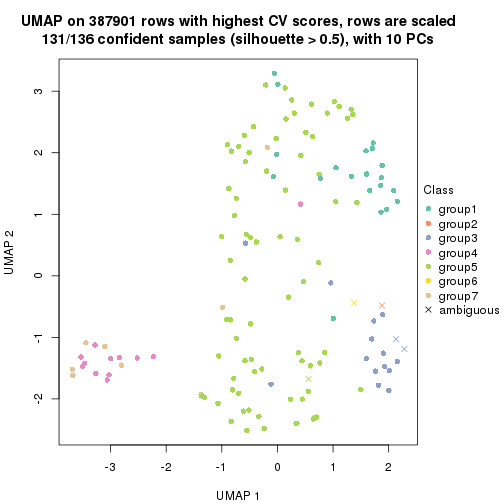 UMAP on 387901 rows with highest CV scores, rows are scaled
131/136 confident samples (silhouette > 0.5), with 10 PCs
UMAP 2
3
2
1
0
-1
-2
-3
-2
-1
0
1
2
UMAP 1
Class
group1
group2
group3
group4
group5
group6
group7
ambiguous